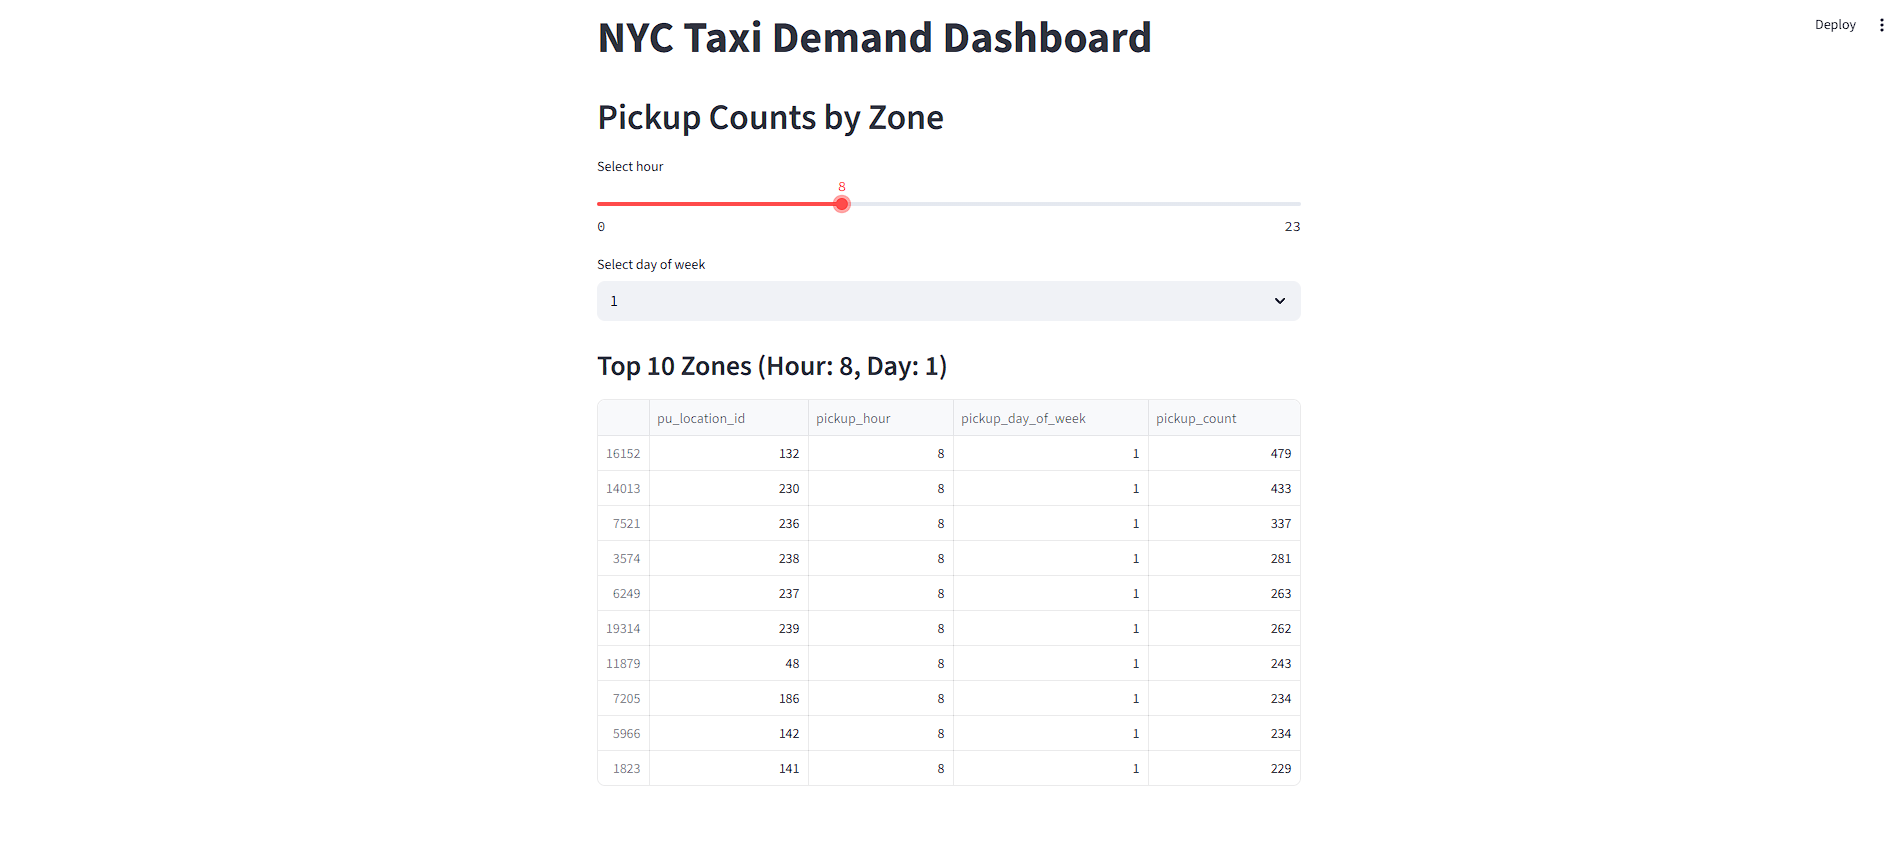 Deploy
NYC Taxi Demand Dashboard
Pickup Counts by Zone
Select hour
8
0 23
Select day of week
1
Top 10 Zones (Hour: 8, Day: 1)
pu_location_id pickup_hour pickup_day_of_week pickup_count
16152 132 8 1 479
14013 230 8 1 433
7521 236 8 1 337
3574 238 8 1 281
6249 237 8 1 263
19314 239 8 1 262
11879 48 8 1 243
7205 186 8 1 234
5966 142 8 1 234
1823 141 8 1 229